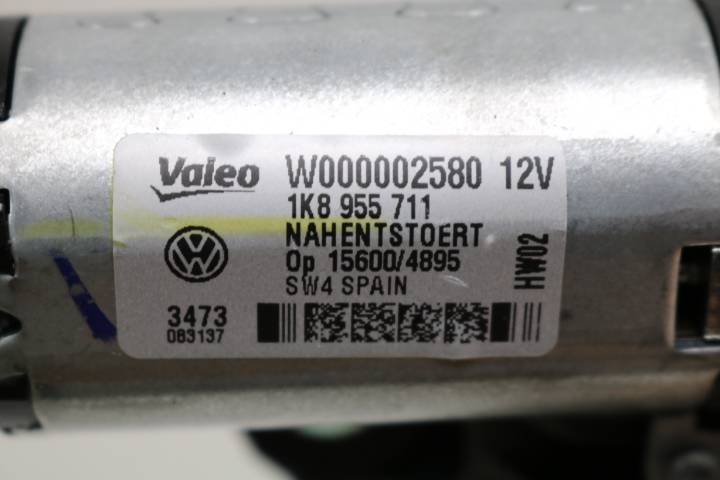 Valeo W000002580 12V
1K8 955 711
NAHENTSTOERT
Op 15600/4895
SW4 SPAIN
HW02
3473
083137